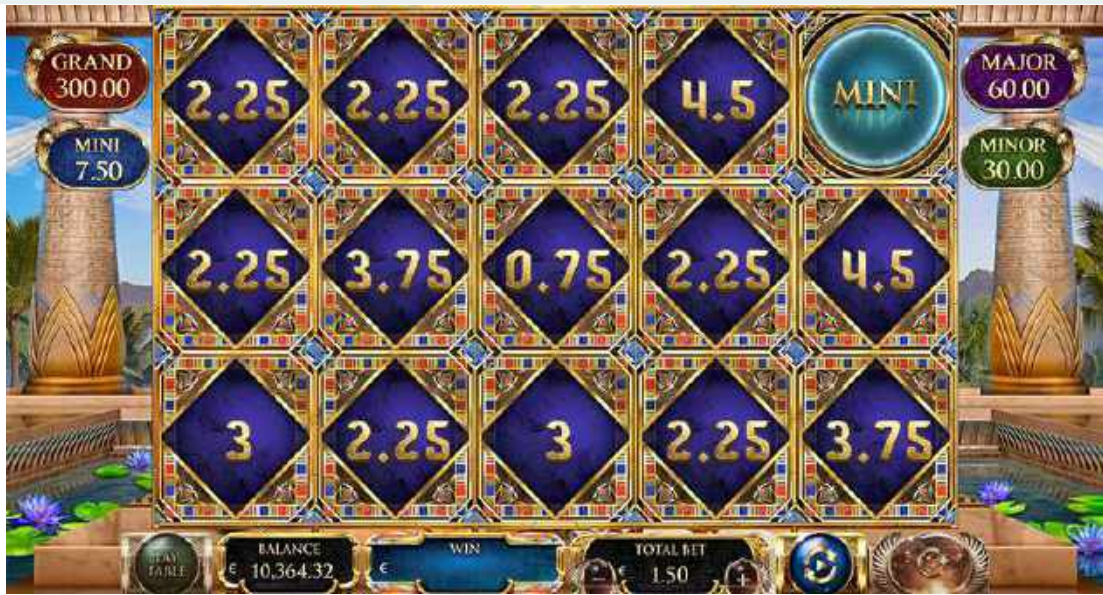 GRAND
300.00
MINI
7.50
2.25 2.25 2.25 4.5 MINI
MAJOR
60.00
MINOR
30.00
2.25 3.75 0.75 2.25 4.5
3 2.25 3 2.25 3.75
PAY
TABLE
BALANCE
€ 10,364.32
WIN
€
TOTAL BET
− € 1.50 +